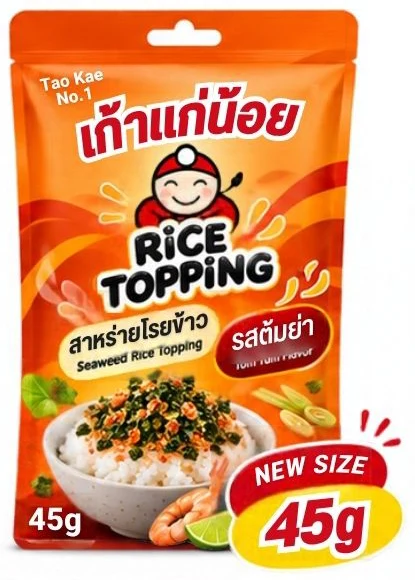 Tao Kae
No.1
เก้าแก่น้อย
RiCE
TOPPiNG
สาหร่ายโรยข้าว
Seaweed Rice Topping
รสต้มย่า
Tom Yum Flavor
45g
NEW SIZE
45g